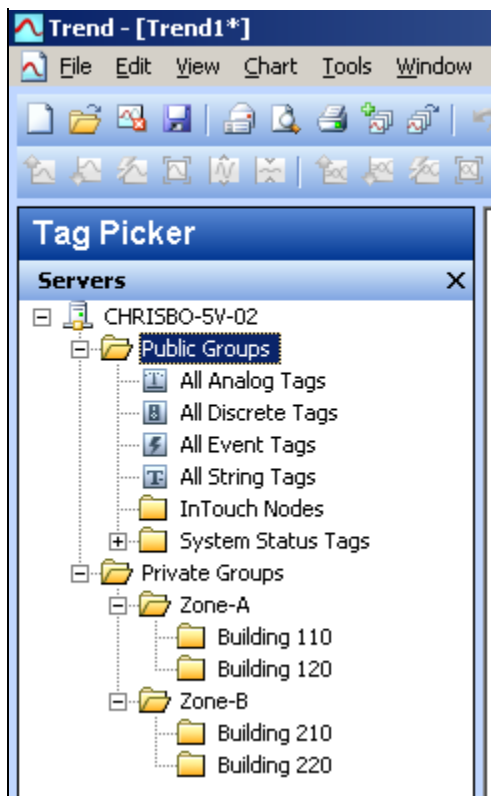 Trend - [Trend1*]
File Edit View Chart Tools Window
Tag Picker
Servers
CHRISBO-5V-02
Public Groups
All Analog Tags
All Discrete Tags
All Event Tags
All String Tags
InTouch Nodes
System Status Tags
Private Groups
Zone-A
Building 110
Building 120
Zone-B
Building 210
Building 220